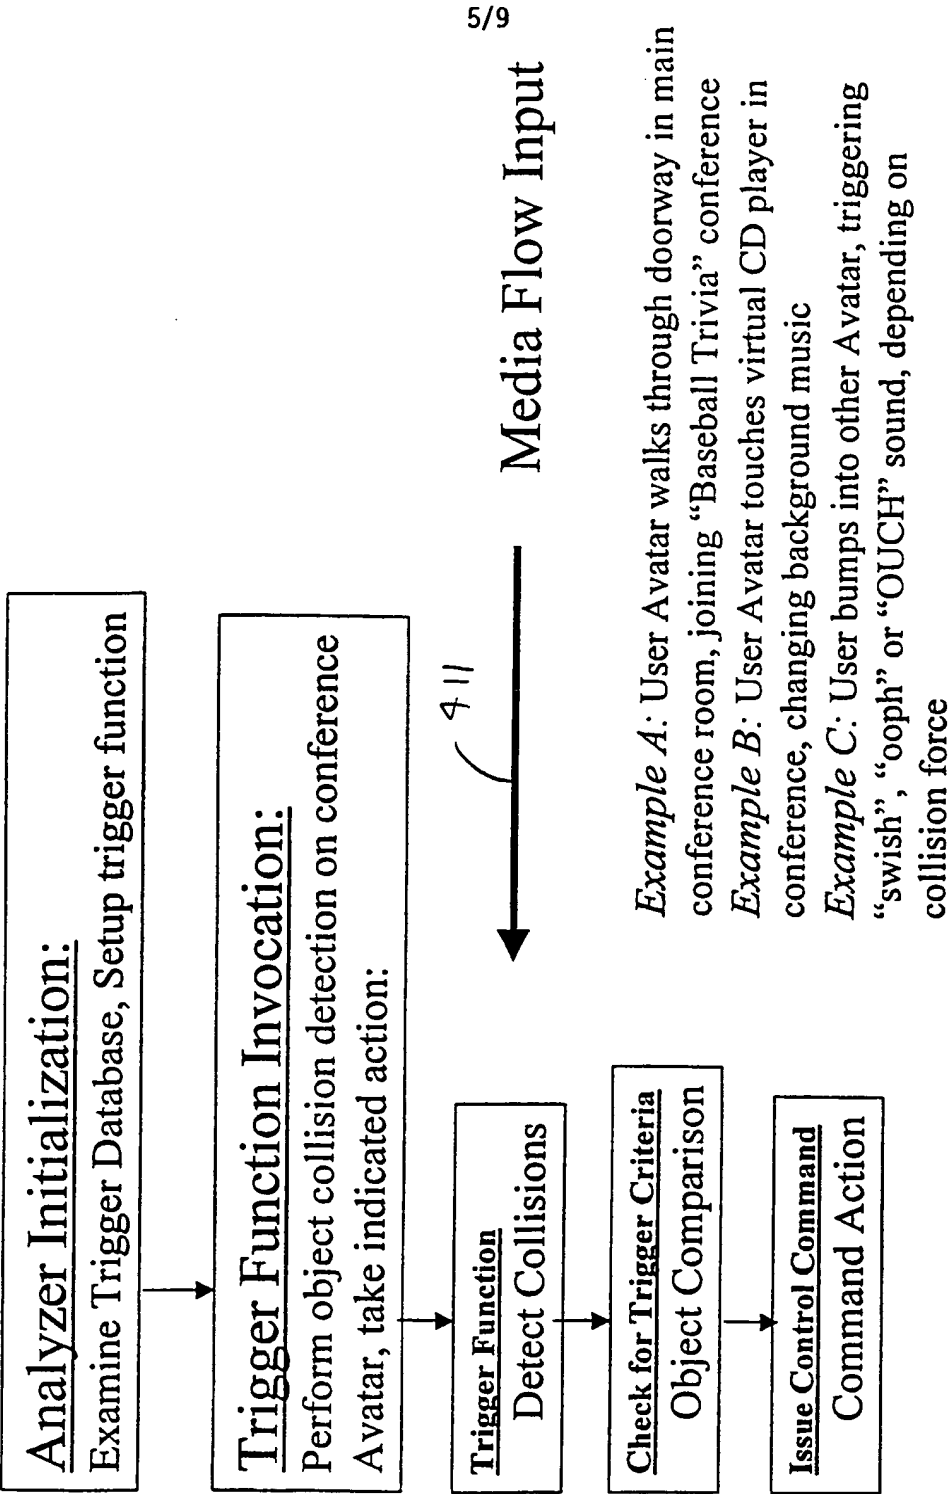 5/9
Analyzer Initialization:
Examine Trigger Database, Setup trigger function
Trigger Function Invocation:
Perform object collision detection on conference
Avatar, take indicated action:
Trigger Function
Detect Collisions
411
Media Flow Input
Check for Trigger Criteria
Object Comparison
Issue Control Command
Command Action
Example A: User Avatar walks through doorway in main
conference room, joining “Baseball Trivia” conference
Example B: User Avatar touches virtual CD player in
conference, changing background music
Example C: User bumps into other Avatar, triggering
“swish”, “ooph” or “OUCH” sound, depending on
collision force